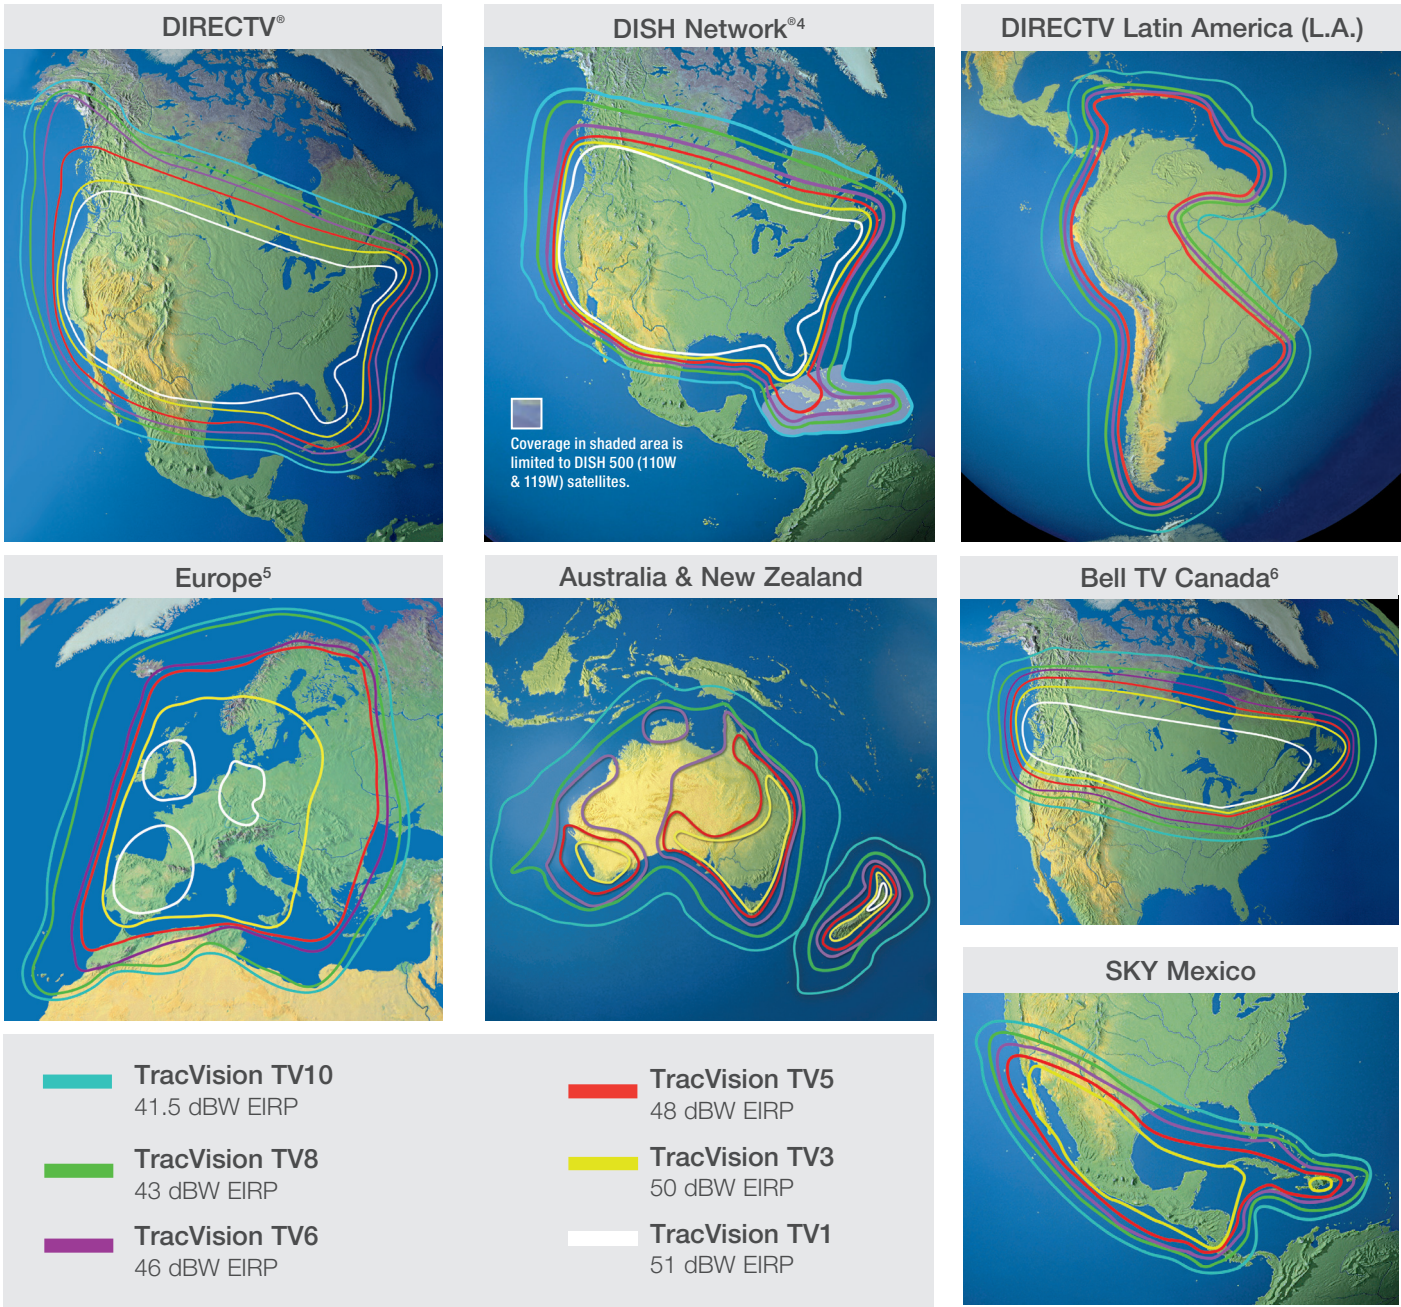 DIRECTV®
DISH Network®4
DIRECTV Latin America (L.A.)
Coverage in shaded area is
limited to DISH 500 (110W
& 119W) satellites.
Europe5
Australia & New Zealand
Bell TV Canada6
SKY Mexico
TracVision TV10
41.5 dBW EIRP
TracVision TV8
43 dBW EIRP
TracVision TV6
46 dBW EIRP
TracVision TV5
48 dBW EIRP
TracVision TV3
50 dBW EIRP
TracVision TV1
51 dBW EIRP